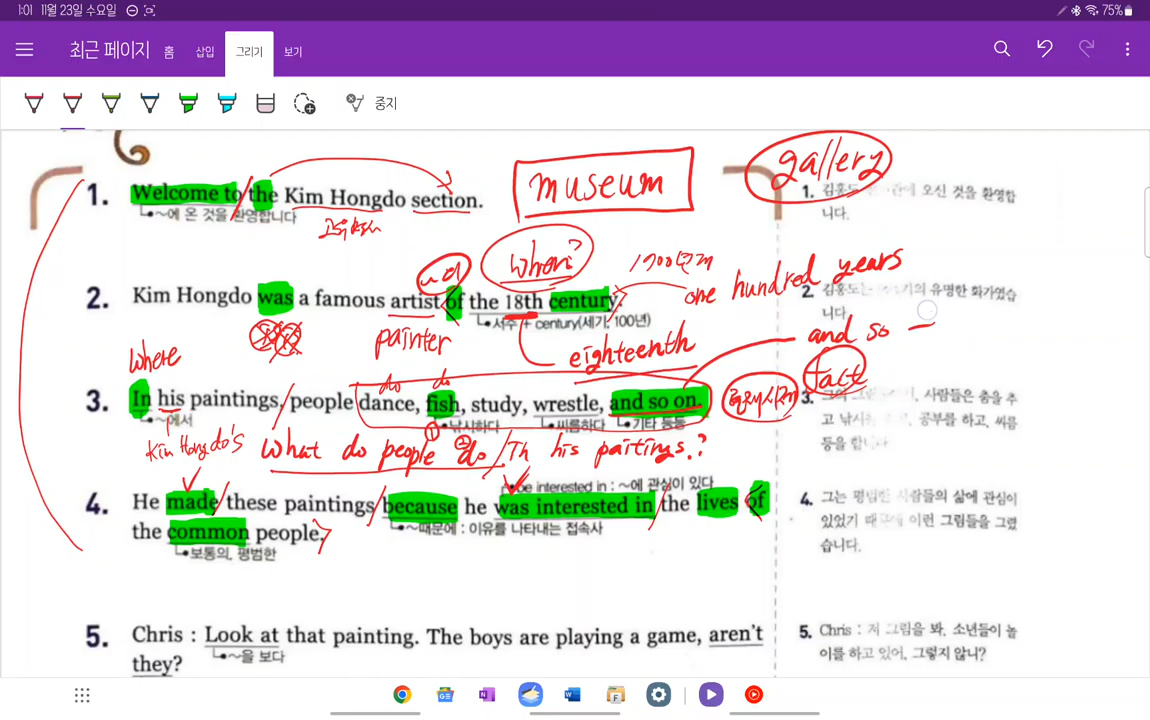 1:01 11월 23일 수요일 75%
최근 페이지 홈 삽입 그리기 보기
중지
gallery
museum
1. Welcome to the Kim Hongdo section.
~에 온 것을 환영합니다
1. 김홍도 오신 것을 환영합
니다.
and when?
one hundred years
2. Kim Hongdo was a famous artist of the 18th century.
서수 + century(세기, 100년)
2. 김홍도는 의 유명한 화가였습
니다.
painter
eighteenth
and so
where
do do
fact
3. In his paintings, people dance, fish, study, wrestle, and so on.
~에서 낚시하다 씨름하다 기타 등등
3. 사람들은 춤을 추
고 낚시 공부를 하고, 씨름
등을 합니다.
Kim Hongdo's What do people do
① ②
his paitings.?
be interested in : ~에 관심이 있다
4. He made these paintings because he was interested in the lives of
~때문에 : 이유를 나타내는 접속사
the common people.
보통의, 평범한
4. 그는 평범한 사람들의 삶에 관심이
있었기 때문에 이런 그림들을 그렸
습니다.
5. Chris : Look at that painting. The boys are playing a game, aren't
~을 보다
they?
5. Chris : 저 그림을 봐. 소년들이 놀
이를 하고 있어, 그렇지 않니?